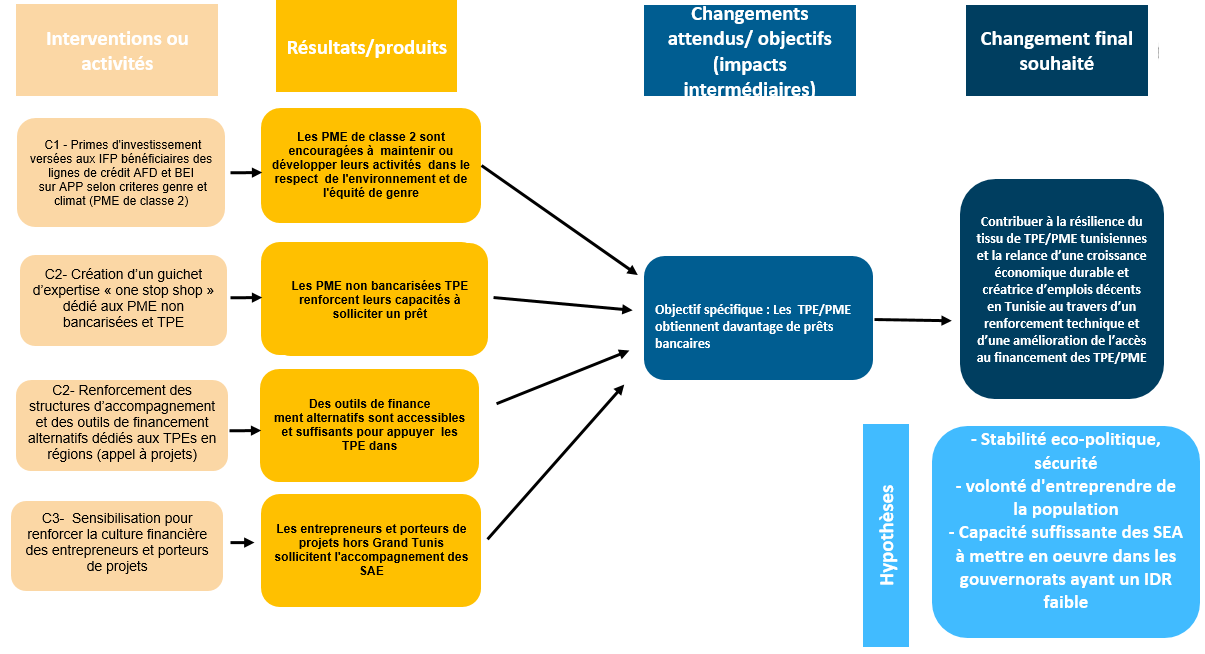 Interventions ou
activités
Résultats/produits
Changements
attendus/ objectifs
(impacts
intermédiaires)
Changement final
souhaité
C1 - Primes d'investissement
versées aux IFP bénéficiaires des
lignes de crédit AFD et BEI
sur APP selon criteres genre et
climat (PME de classe 2)
Les PME de classe 2 sont
encouragées à maintenir ou
développer leurs activités dans le
respect de l'environnement et de
l'équité de genre
C2- Création d’un guichet
d’expertise « one stop shop »
dédié aux PME non
bancarisées et TPE
Les PME non bancarisées TPE
renforcent leurs capacités à
solliciter un prêt
C2- Renforcement des
structures d’accompagnement
et des outils de financement
alternatifs dédiés aux TPEs en
régions (appel à projets)
Des outils de finance
ment alternatifs sont accessibles
et suffisants pour appuyer les
TPE dans
C3- Sensibilisation pour
renforcer la culture financière
des entrepreneurs et porteurs
de projets
Les entrepreneurs et porteurs de
projets hors Grand Tunis
sollicitent l'accompagnement des
SAE
Objectif spécifique : Les TPE/PME
obtiennent davantage de prêts
bancaires
Contribuer à la résilience du
tissu de TPE/PME tunisiennes
et la relance d’une croissance
économique durable et
créatrice d’emplois décents
en Tunisie au travers d’un
renforcement technique et
d’une amélioration de l’accès
au financement des TPE/PME
Hypothèses
- Stabilité eco-politique,
sécurité
- volonté d'entreprendre de
la population
- Capacité suffissante des SEA
à mettre en oeuvre dans les
gouvernorats ayant un IDR
faible